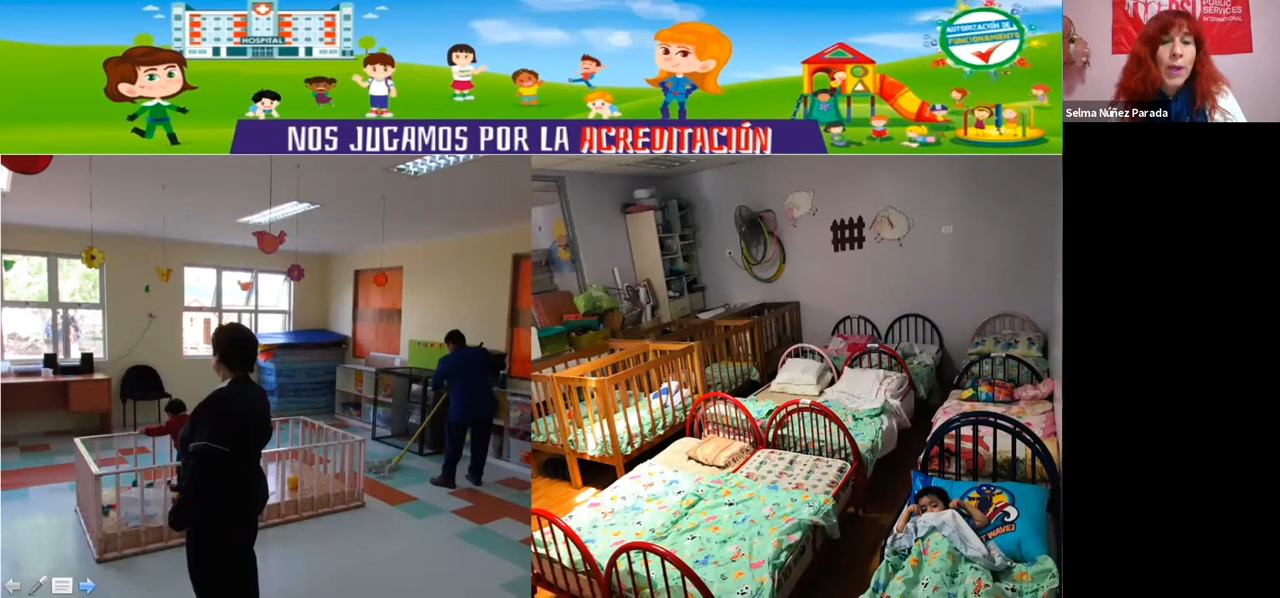 HOSPITAL
AUTORIZACIÓN DE
FUNCIONAMIENTO
NOS JUGAMOS POR LA ACREDITACIÓN
PUBLIC
SERVICES
INTERNATIONAL
Selma Núñez Parada